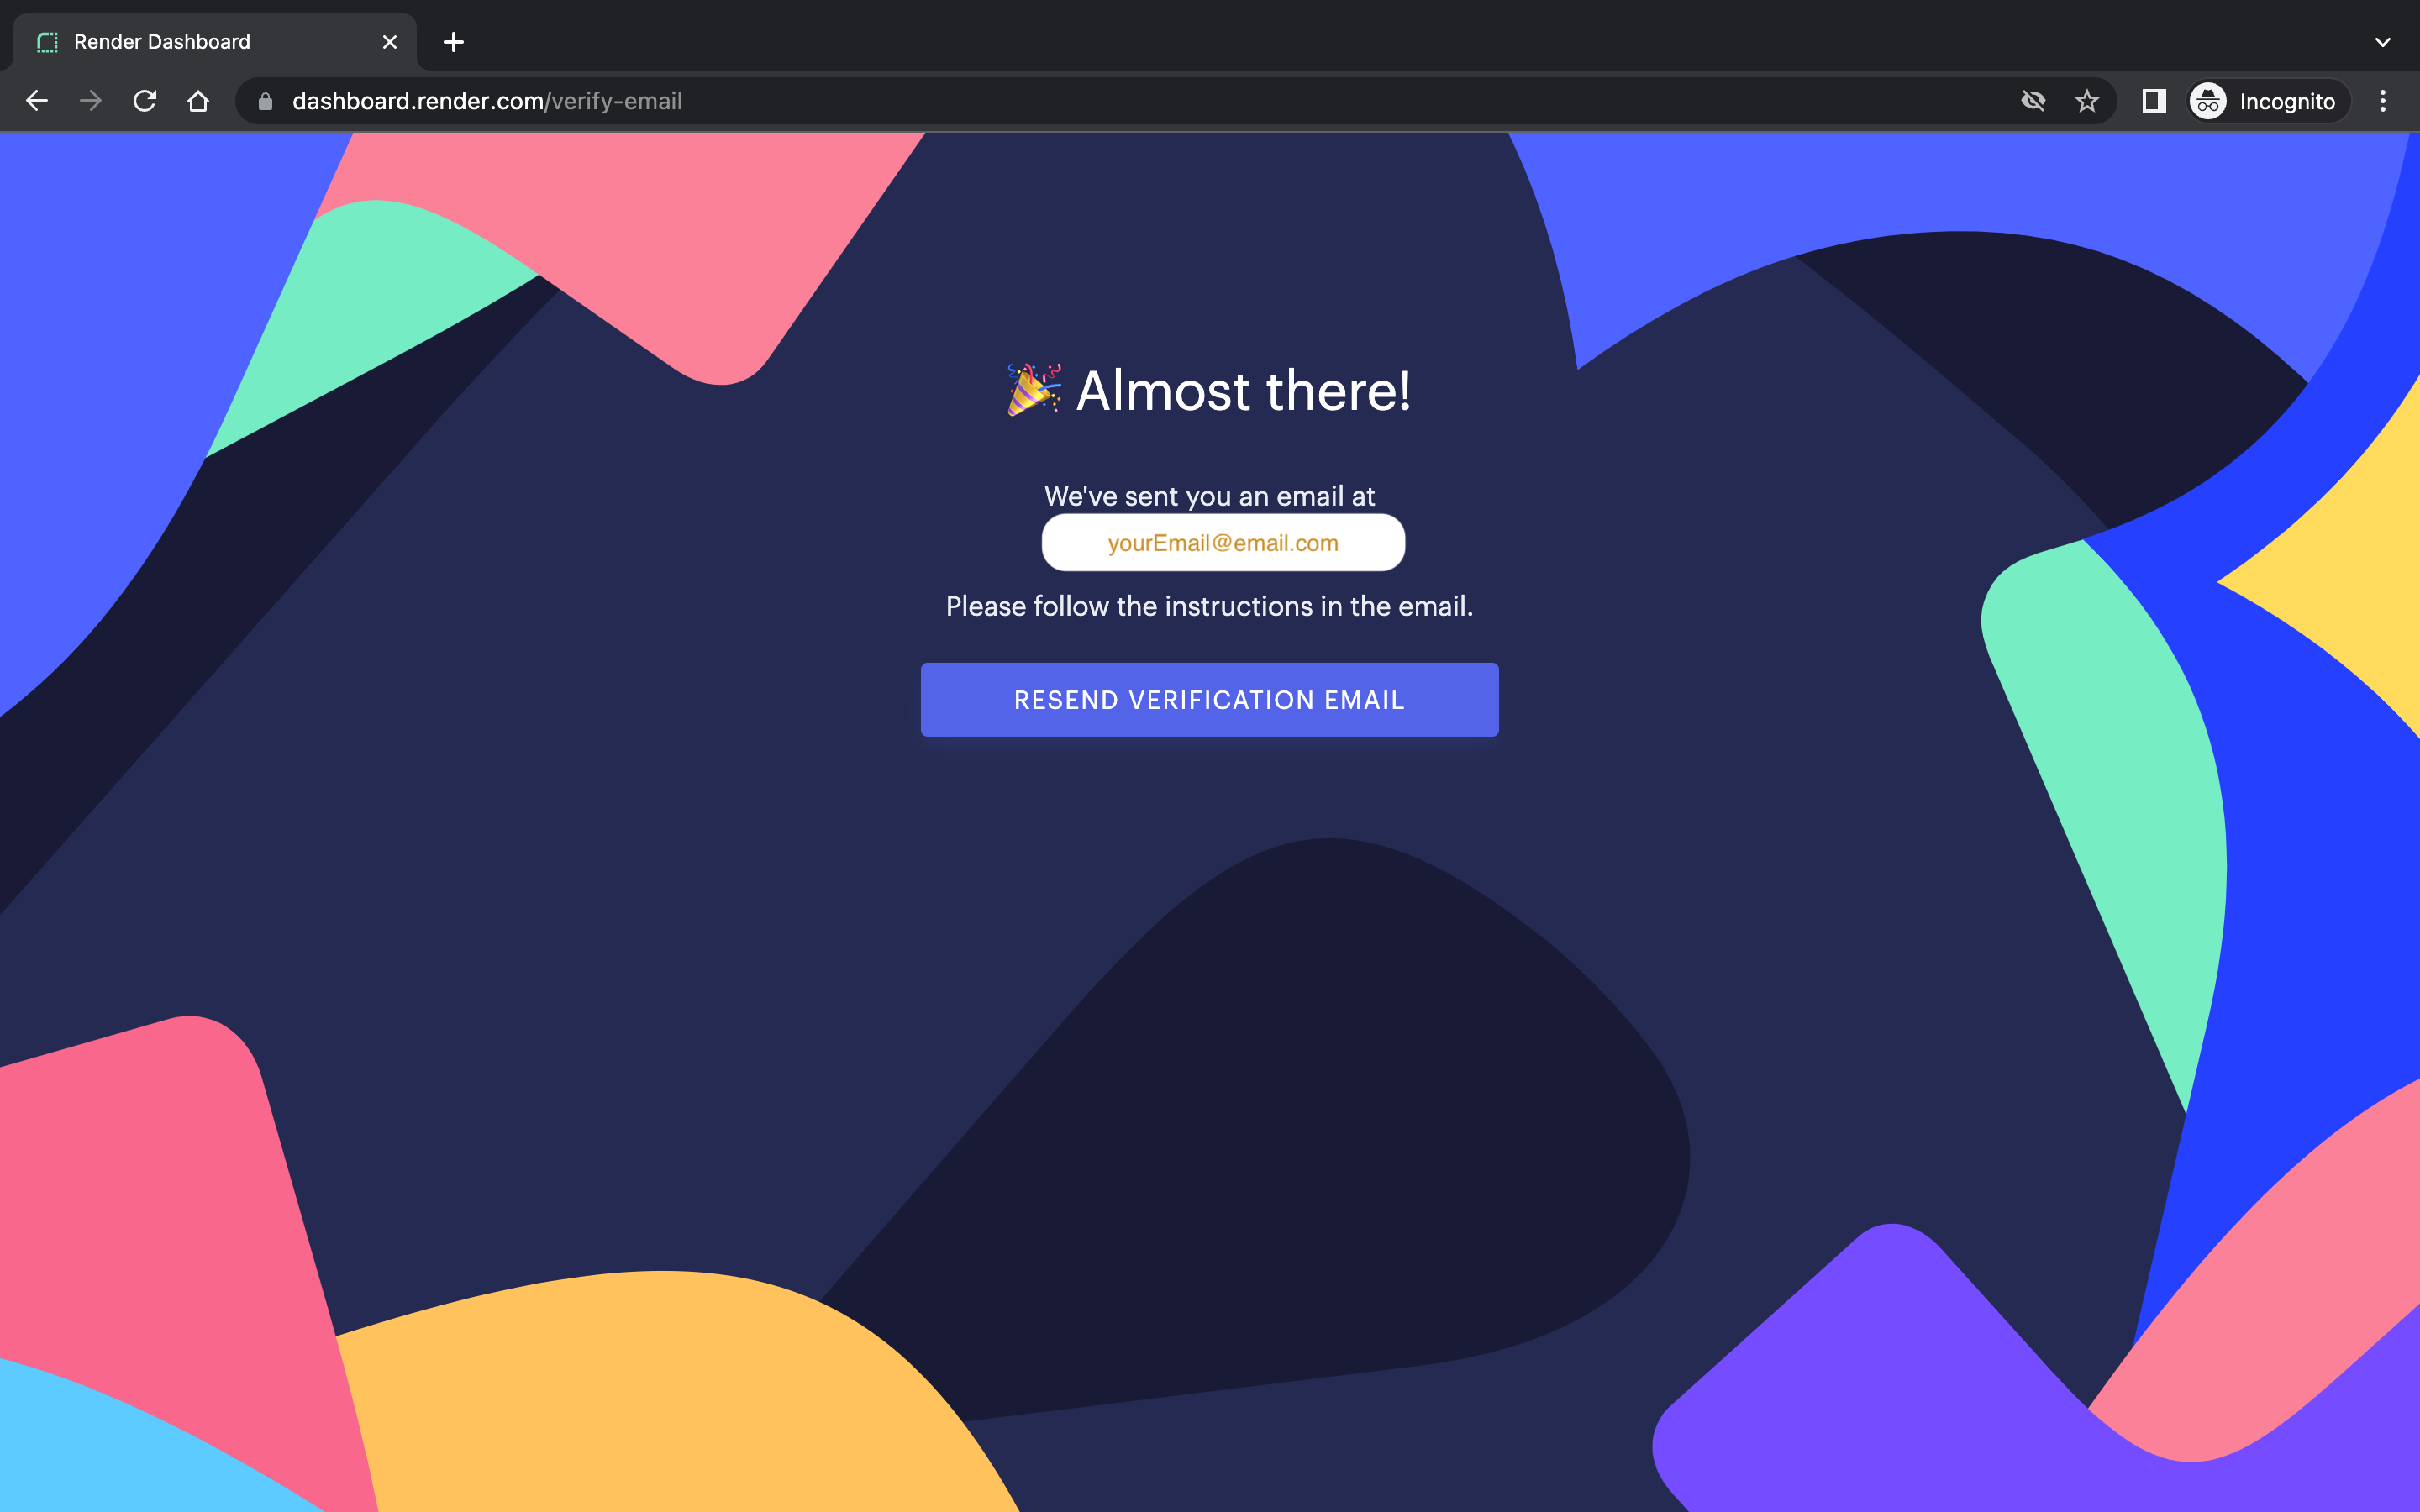 Render Dashboard
dashboard.render.com/verify-email
Incognito
Almost there!
We've sent you an email at
yourEmail@email.com
Please follow the instructions in the email.
RESEND VERIFICATION EMAIL